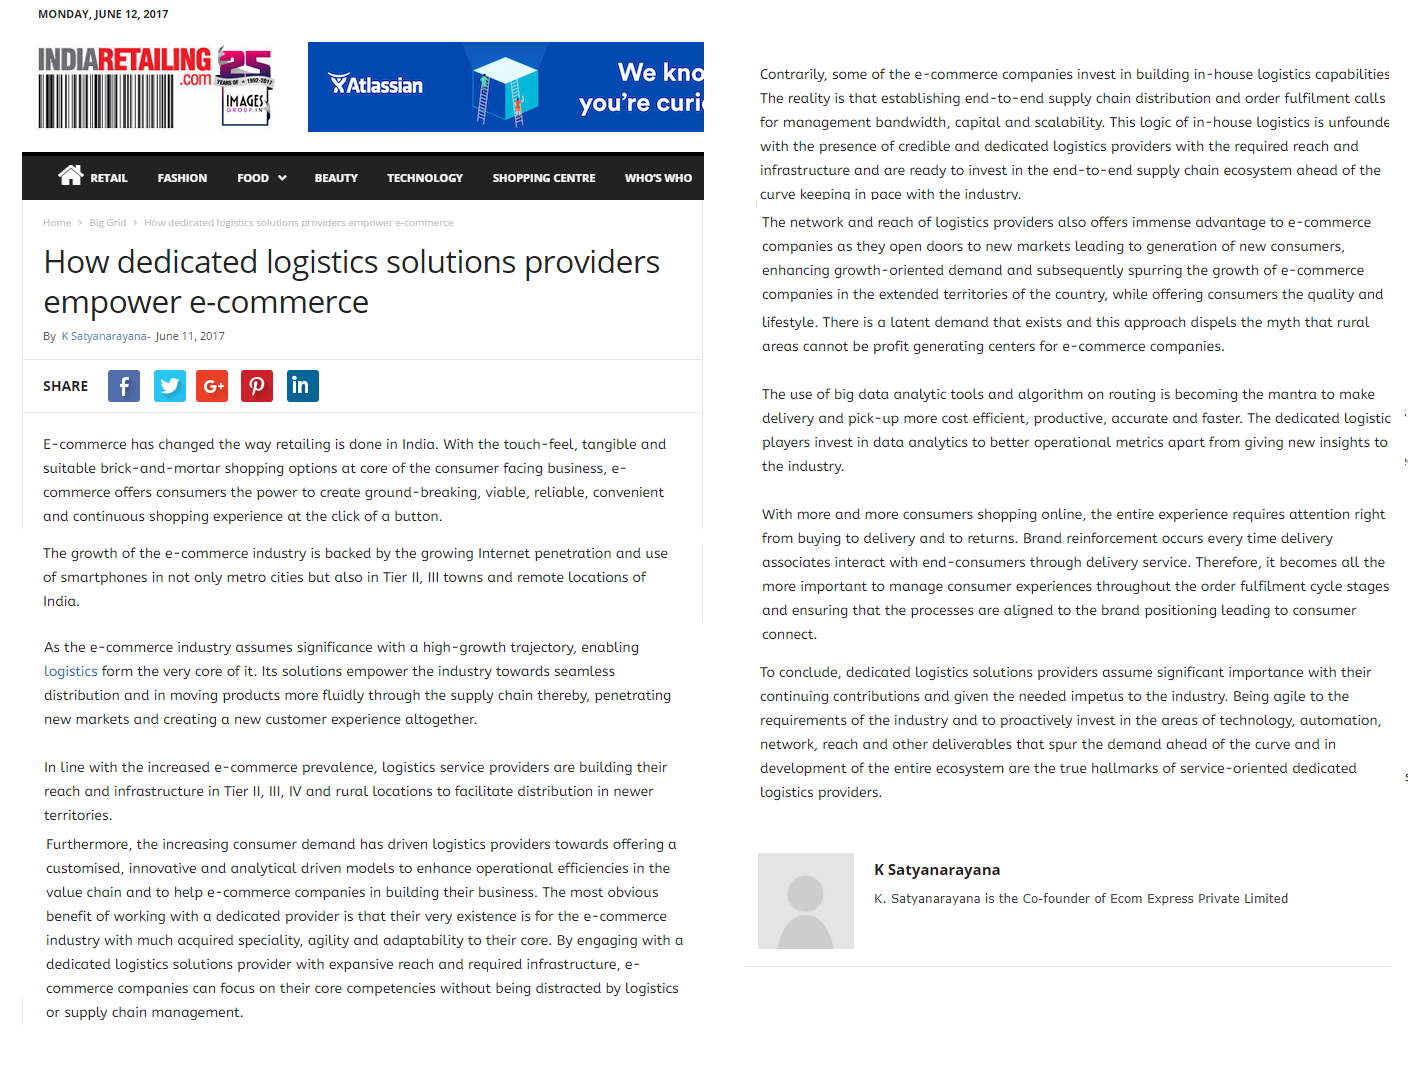 MONDAY, JUNE 12, 2017
INDIARETAILING
.com
25
YEARS OF 1992-2017
IMAGES
GROUP.IN
Atlassian
We kno
you're curi
RETAIL FASHION FOOD BEAUTY TECHNOLOGY SHOPPING CENTRE WHO'S WHO
Home › Big Grid › How dedicated logistics solutions providers empower e-commerce
How dedicated logistics solutions providers
empower e-commerce
By K Satyanarayana- June 11, 2017
SHARE
E-commerce has changed the way retailing is done in India. With the touch-feel, tangible and
suitable brick-and-mortar shopping options at core of the consumer facing business, e-
commerce offers consumers the power to create ground-breaking, viable, reliable, convenient
and continuous shopping experience at the click of a button.
The growth of the e-commerce industry is backed by the growing Internet penetration and use
of smartphones in not only metro cities but also in Tier II, III towns and remote locations of
India.
As the e-commerce industry assumes significance with a high-growth trajectory, enabling
logistics form the very core of it. Its solutions empower the industry towards seamless
distribution and in moving products more fluidly through the supply chain thereby, penetrating
new markets and creating a new customer experience altogether.
In line with the increased e-commerce prevalence, logistics service providers are building their
reach and infrastructure in Tier II, III, IV and rural locations to facilitate distribution in newer
territories.
Furthermore, the increasing consumer demand has driven logistics providers towards offering a
customised, innovative and analytical driven models to enhance operational efficiencies in the
value chain and to help e-commerce companies in building their business. The most obvious
benefit of working with a dedicated provider is that their very existence is for the e-commerce
industry with much acquired speciality, agility and adaptability to their core. By engaging with a
dedicated logistics solutions provider with expansive reach and required infrastructure, e-
commerce companies can focus on their core competencies without being distracted by logistics
or supply chain management.
Contrarily, some of the e-commerce companies invest in building in-house logistics capabilities
The reality is that establishing end-to-end supply chain distribution and order fulfilment calls
for management bandwidth, capital and scalability. This logic of in-house logistics is unfounde
with the presence of credible and dedicated logistics providers with the required reach and
infrastructure and are ready to invest in the end-to-end supply chain ecosystem ahead of the
curve keeping in pace with the industry.
The network and reach of logistics providers also offers immense advantage to e-commerce
companies as they open doors to new markets leading to generation of new consumers,
enhancing growth-oriented demand and subsequently spurring the growth of e-commerce
companies in the extended territories of the country, while offering consumers the quality and
lifestyle. There is a latent demand that exists and this approach dispels the myth that rural
areas cannot be profit generating centers for e-commerce companies.
The use of big data analytic tools and algorithm on routing is becoming the mantra to make
delivery and pick-up more cost efficient, productive, accurate and faster. The dedicated logistic
players invest in data analytics to better operational metrics apart from giving new insights to
the industry.
With more and more consumers shopping online, the entire experience requires attention right
from buying to delivery and to returns. Brand reinforcement occurs every time delivery
associates interact with end-consumers through delivery service. Therefore, it becomes all the
more important to manage consumer experiences throughout the order fulfilment cycle stages
and ensuring that the processes are aligned to the brand positioning leading to consumer
connect.
To conclude, dedicated logistics solutions providers assume significant importance with their
continuing contributions and given the needed impetus to the industry. Being agile to the
requirements of the industry and to proactively invest in the areas of technology, automation,
network, reach and other deliverables that spur the demand ahead of the curve and in
development of the entire ecosystem are the true hallmarks of service-oriented dedicated
logistics providers.
K Satyanarayana
K. Satyanarayana is the Co-founder of Ecom Express Private Limited